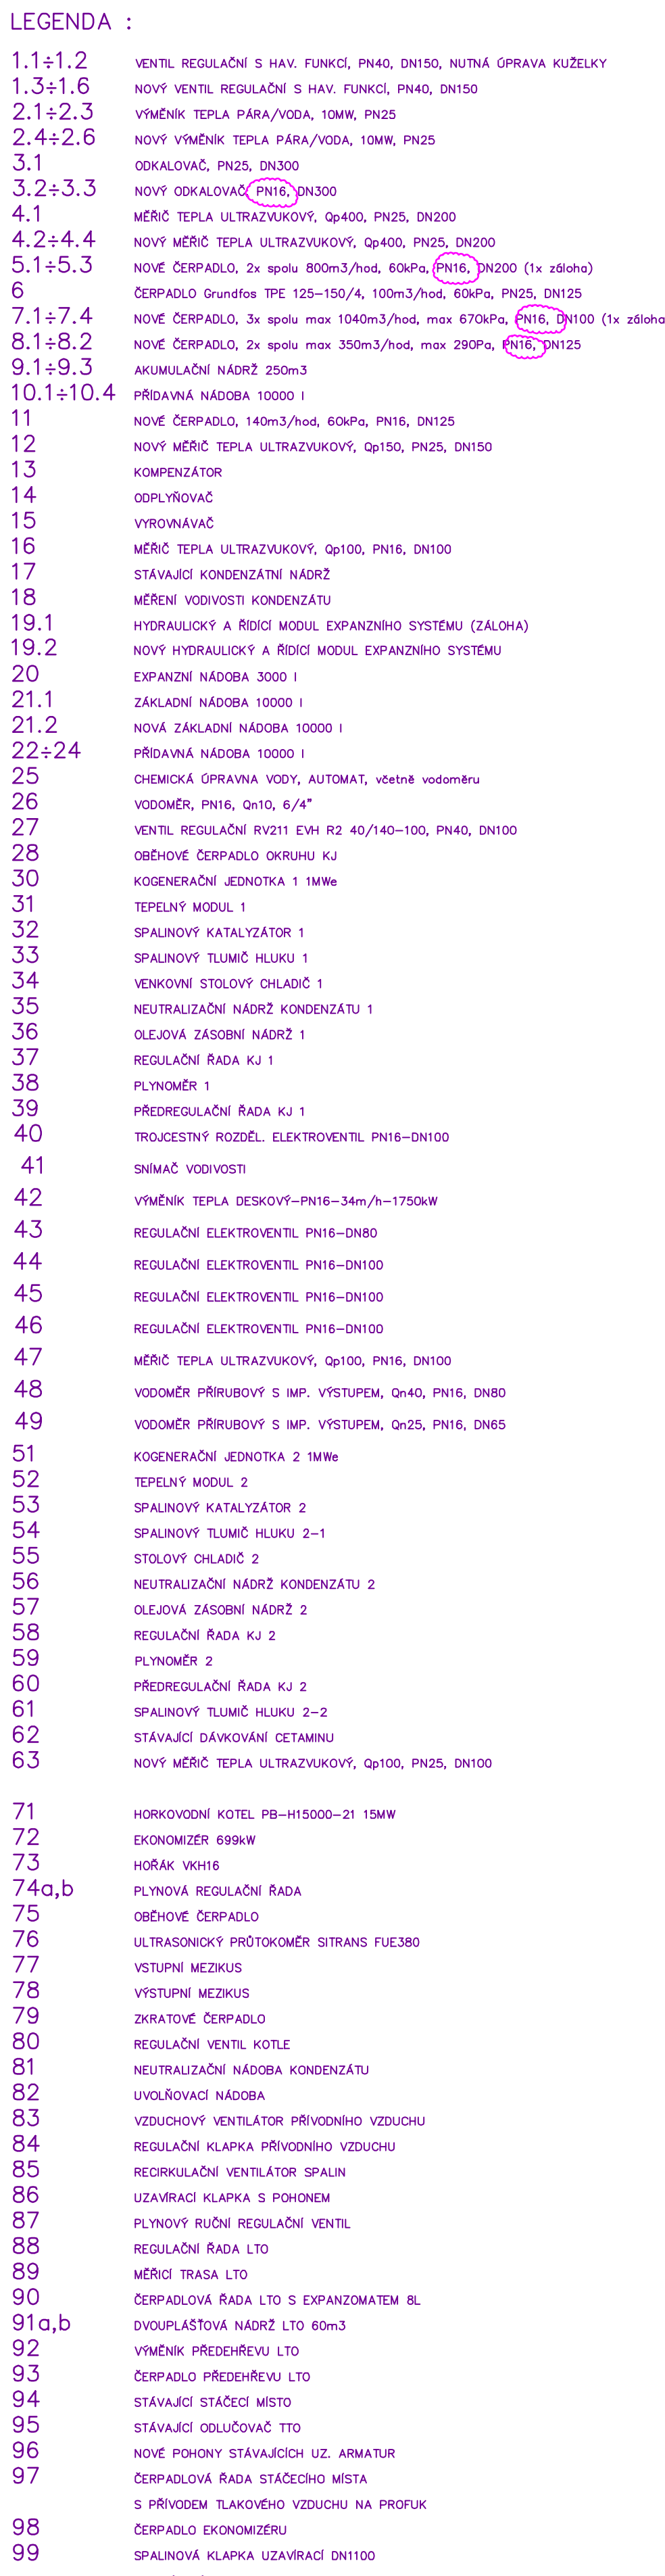 LEGENDA :
1.1÷1.2 VENTIL REGULAČNÍ S HAV. FUNKCÍ, PN40, DN150, NUTNÁ ÚPRAVA KUŽELKY
1.3÷1.6 NOVÝ VENTIL REGULAČNÍ S HAV. FUNKCÍ, PN40, DN150
2.1÷2.3 VÝMĚNÍK TEPLA PÁRA/VODA, 10MW, PN25
2.4÷2.6 NOVÝ VÝMĚNÍK TEPLA PÁRA/VODA, 10MW, PN25
3.1 ODKALOVAČ, PN25, DN300
3.2÷3.3 NOVÝ ODKALOVAČ, PN16, DN300
4.1 MĚŘIČ TEPLA ULTRAZVUKOVÝ, Qp400, PN25, DN200
4.2÷4.4 NOVÝ MĚŘIČ TEPLA ULTRAZVUKOVÝ, Qp400, PN25, DN200
5.1÷5.3 NOVÉ ČERPADLO, 2x spolu 800m3/hod, 60kPa, PN16, DN200 (1x záloha)
6 ČERPADLO Grundfos TPE 125-150/4, 100m3/hod, 60kPa, PN25, DN125
7.1÷7.4 NOVÉ ČERPADLO, 3x spolu max 1040m3/hod, max 670kPa, PN16, DN100 (1x záloha
8.1÷8.2 NOVÉ ČERPADLO, 2x spolu max 350m3/hod, max 290Pa, PN16, DN125
9.1÷9.3 AKUMULAČNÍ NÁDRŽ 250m3
10.1÷10.4 PŘÍDAVNÁ NÁDOBA 10000 l
11 NOVÉ ČERPADLO, 140m3/hod, 60kPa, PN16, DN125
12 NOVÝ MĚŘIČ TEPLA ULTRAZVUKOVÝ, Qp150, PN25, DN150
13 KOMPENZÁTOR
14 ODPLYŇOVAČ
15 VYROVNÁVAČ
16 MĚŘIČ TEPLA ULTRAZVUKOVÝ, Qp100, PN16, DN100
17 STÁVAJÍCÍ KONDENZÁTNÍ NÁDRŽ
18 MĚŘENÍ VODIVOSTI KONDENZÁTU
19.1 HYDRAULICKÝ A ŘÍDÍCÍ MODUL EXPANZNÍHO SYSTÉMU (ZÁLOHA)
19.2 NOVÝ HYDRAULICKÝ A ŘÍDÍCÍ MODUL EXPANZNÍHO SYSTÉMU
20 EXPANZNÍ NÁDOBA 3000 l
21.1 ZÁKLADNÍ NÁDOBA 10000 l
21.2 NOVÁ ZÁKLADNÍ NÁDOBA 10000 l
22÷24 PŘÍDAVNÁ NÁDOBA 10000 l
25 CHEMICKÁ ÚPRAVNA VODY, AUTOMAT, včetně vodoměru
26 VODOMĚR, PN16, Qn10, 6/4"
27 VENTIL REGULAČNÍ RV211 EVH R2 40/140-100, PN40, DN100
28 OBĚHOVÉ ČERPADLO OKRUHU KJ
30 KOGENERAČNÍ JEDNOTKA 1 1MWe
31 TEPELNÝ MODUL 1
32 SPALINOVÝ KATALYZÁTOR 1
33 SPALINOVÝ TLUMIČ HLUKU 1
34 VENKOVNÍ STOLOVÝ CHLADIČ 1
35 NEUTRALIZAČNÍ NÁDRŽ KONDENZÁTU 1
36 OLEJOVÁ ZÁSOBNÍ NÁDRŽ 1
37 REGULAČNÍ ŘADA KJ 1
38 PLYNOMĚR 1
39 PŘEDREGULAČNÍ ŘADA KJ 1
40 TROJCESTNÝ ROZDĚL. ELEKTROVENTIL PN16-DN100
41 SNÍMAČ VODIVOSTI
42 VÝMĚNÍK TEPLA DESKOVÝ-PN16-34m/h-1750kW
43 REGULAČNÍ ELEKTROVENTIL PN16-DN80
44 REGULAČNÍ ELEKTROVENTIL PN16-DN100
45 REGULAČNÍ ELEKTROVENTIL PN16-DN100
46 REGULAČNÍ ELEKTROVENTIL PN16-DN100
47 MĚŘIČ TEPLA ULTRAZVUKOVÝ, Qp100, PN16, DN100
48 VODOMĚR PŘÍRUBOVÝ S IMP. VÝSTUPEM, Qn40, PN16, DN80
49 VODOMĚR PŘÍRUBOVÝ S IMP. VÝSTUPEM, Qn25, PN16, DN65
51 KOGENERAČNÍ JEDNOTKA 2 1MWe
52 TEPELNÝ MODUL 2
53 SPALINOVÝ KATALYZÁTOR 2
54 SPALINOVÝ TLUMIČ HLUKU 2-1
55 STOLOVÝ CHLADIČ 2
56 NEUTRALIZAČNÍ NÁDRŽ KONDENZÁTU 2
57 OLEJOVÁ ZÁSOBNÍ NÁDRŽ 2
58 REGULAČNÍ ŘADA KJ 2
59 PLYNOMĚR 2
60 PŘEDREGULAČNÍ ŘADA KJ 2
61 SPALINOVÝ TLUMIČ HLUKU 2-2
62 STÁVAJÍCÍ DÁVKOVÁNÍ CETAMINU
63 NOVÝ MĚŘIČ TEPLA ULTRAZVUKOVÝ, Qp100, PN25, DN100
71 HORKOVODNÍ KOTEL PB-H15000-21 15MW
72 EKONOMIZÉR 699kW
73 HOŘÁK VKH16
74a,b PLYNOVÁ REGULAČNÍ ŘADA
75 OBĚHOVÉ ČERPADLO
76 ULTRASONICKÝ PRŮTOKOMĚR SITRANS FUE380
77 VSTUPNÍ MEZIKUS
78 VÝSTUPNÍ MEZIKUS
79 ZKRATOVÉ ČERPADLO
80 REGULAČNÍ VENTIL KOTLE
81 NEUTRALIZAČNÍ NÁDOBA KONDENZÁTU
82 UVOLŇOVACÍ NÁDOBA
83 VZDUCHOVÝ VENTILÁTOR PŘÍVODNÍHO VZDUCHU
84 REGULAČNÍ KLAPKA PŘÍVODNÍHO VZDUCHU
85 RECIRKULAČNÍ VENTILÁTOR SPALIN
86 UZAVÍRACÍ KLAPKA S POHONEM
87 PLYNOVÝ RUČNÍ REGULAČNÍ VENTIL
88 REGULAČNÍ ŘADA LTO
89 MĚŘICÍ TRASA LTO
90 ČERPADLOVÁ ŘADA LTO S EXPANZOMATEM 8L
91a,b DVOUPLÁŠŤOVÁ NÁDRŽ LTO 60m3
92 VÝMĚNÍK PŘEDEHŘEVU LTO
93 ČERPADLO PŘEDEHŘEVU LTO
94 STÁVAJÍCÍ STÁČECÍ MÍSTO
95 STÁVAJÍCÍ ODLUČOVAČ TTO
96 NOVÉ POHONY STÁVAJÍCÍCH UZ. ARMATUR
97 ČERPADLOVÁ ŘADA STÁČECÍHO MÍSTA
S PŘÍVODEM TLAKOVÉHO VZDUCHU NA PROFUK
98 ČERPADLO EKONOMIZÉRU
99 SPALINOVÁ KLAPKA UZAVÍRACÍ DN1100